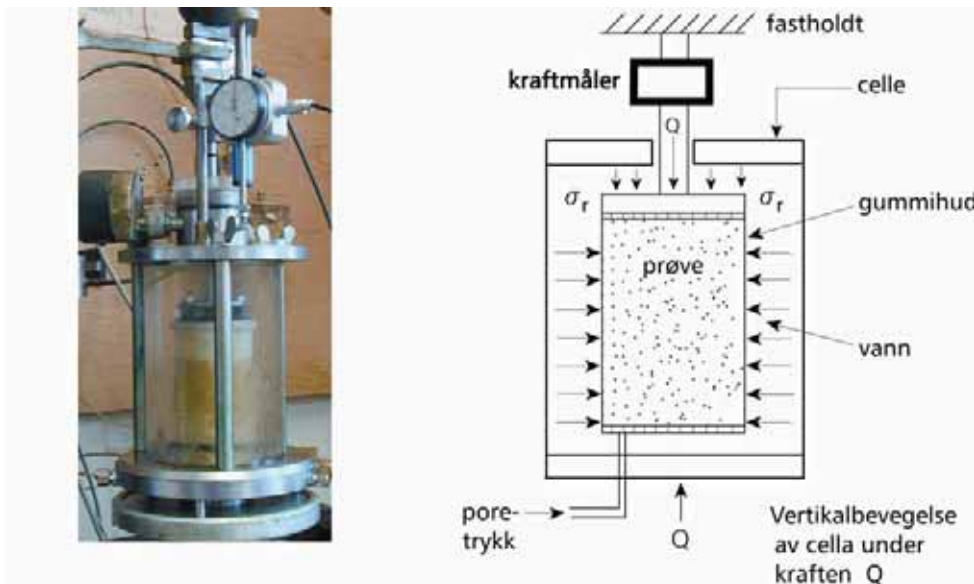 fastholdt
kraftmåler
celle
Q
σr
σr
gummihud
prøve
vann
pore-
trykk
Q
Vertikalbevegelse
av cella under
kraften Q